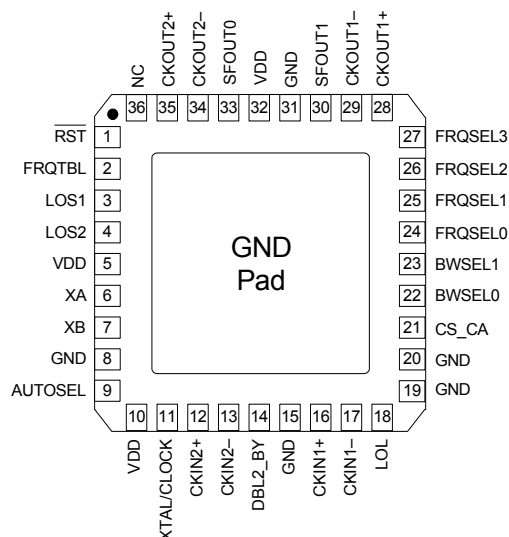 NC
CKOUT2+
CKOUT2–
SFOUT0
VDD
GND
SFOUT1
CKOUT1–
CKOUT1+
36 35 34 33 32 31 30 29 28
RST 1
FRQTBL 2
LOS1 3
LOS2 4
VDD 5
XA 6
XB 7
GND 8
AUTOSEL 9
GND
Pad
27 FRQSEL3
26 FRQSEL2
25 FRQSEL1
24 FRQSEL0
23 BWSEL1
22 BWSEL0
21 CS_CA
20 GND
19 GND
10 11 12 13 14 15 16 17 18
VDD
XTAL/CLOCK
CKIN2+
CKIN2–
DBL2_BY
GND
CKIN1+
CKIN1–
LOL